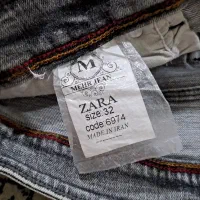 M
MEHR JEAN
ZARA
size:32
code:6974
MADE IN IRAN